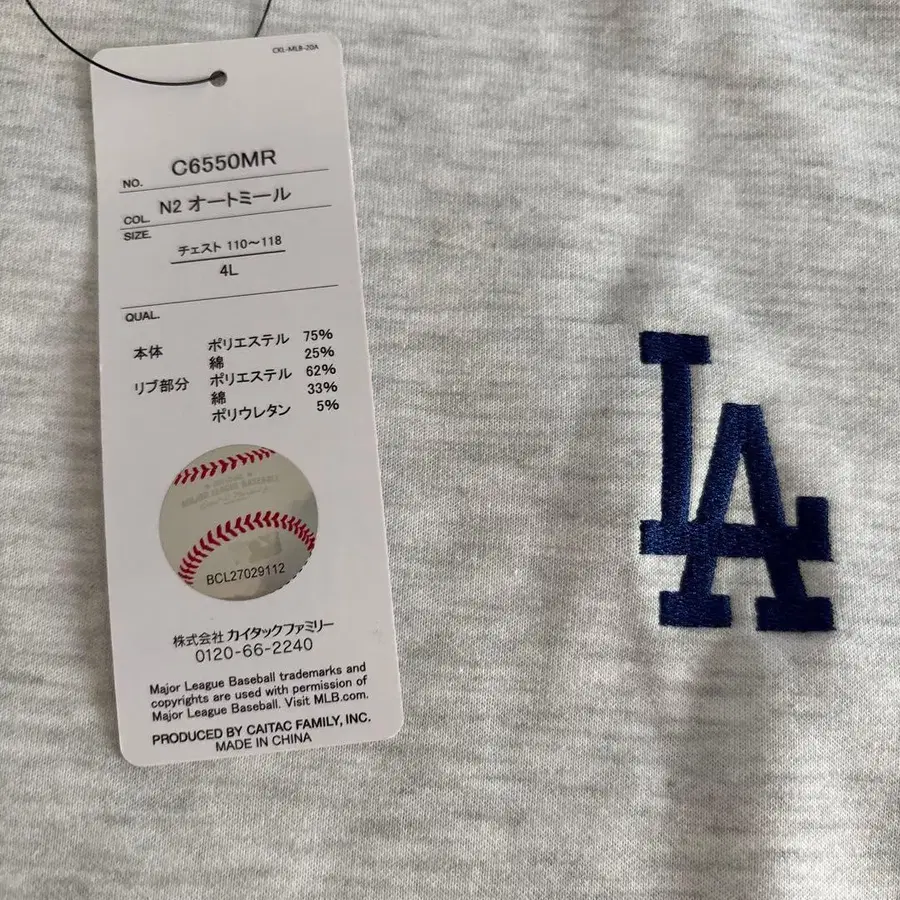 CKL-MLB-20A
NO. C6550MR
COL. N2 オートミール
SIZE.
チェスト 110〜118
4L
QUAL.
本体 ポリエステル 75%
綿 25%
リブ部分 ポリエステル 62%
綿 33%
ポリウレタン 5%
MAJOR LEAGUE BASEBALL
BCL27029112
株式会社 カイタックファミリー
0120-66-2240
Major League Baseball trademarks and
copyrights are used with permission of
Major League Baseball. Visit MLB.com.
PRODUCED BY CAITAC FAMILY, INC.
MADE IN CHINA
LA